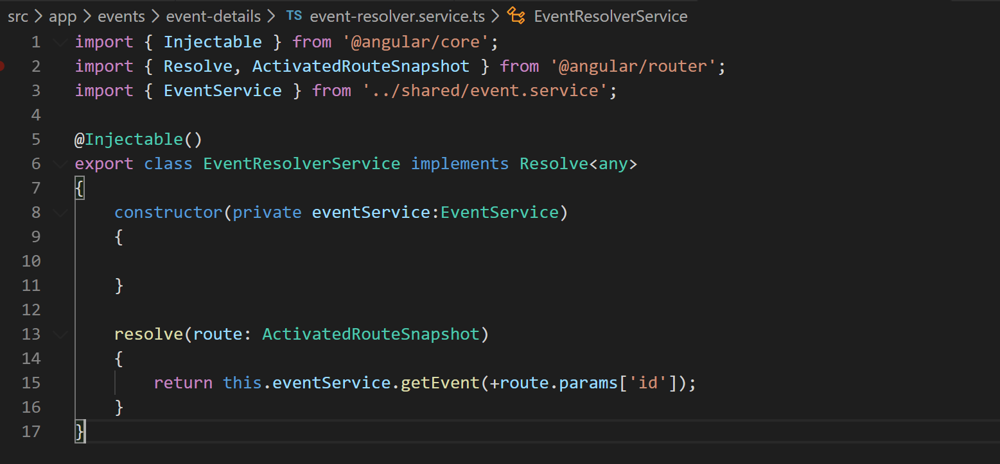 src > app > events > event-details > TS event-resolver.service.ts > EventResolverService
1 import { Injectable } from '@angular/core';
2 import { Resolve, ActivatedRouteSnapshot } from '@angular/router';
3 import { EventService } from '../shared/event.service';
4
5 @Injectable()
6 export class EventResolverService implements Resolve<any>
7 {
8     constructor(private eventService:EventService)
9     {
10
11     }
12
13     resolve(route: ActivatedRouteSnapshot)
14     {
15         return this.eventService.getEvent(+route.params['id']);
16     }
17 }